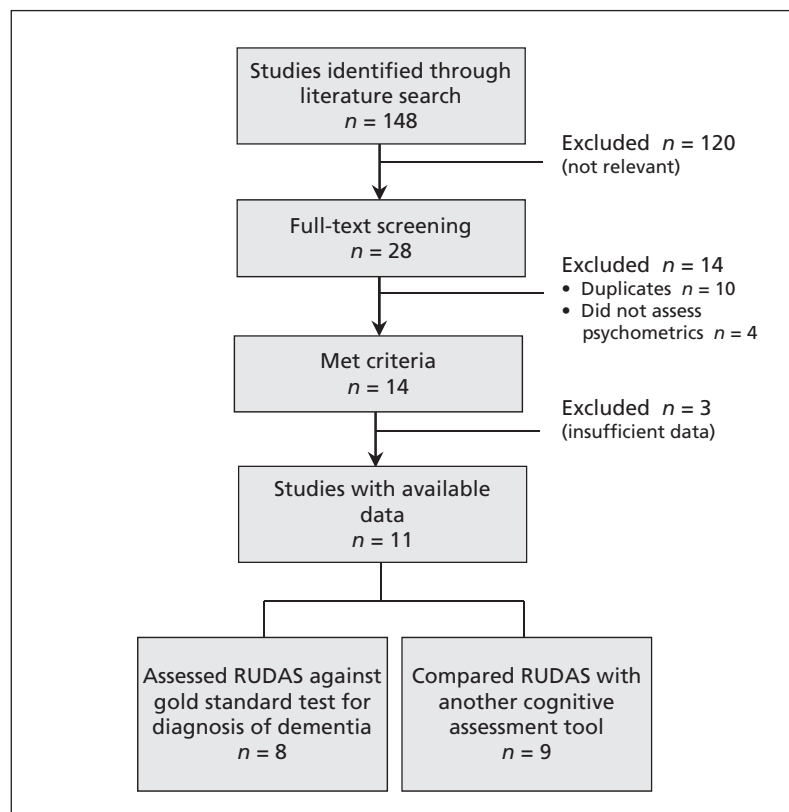 Studies identified through
literature search
n = 148
Excluded n = 120
(not relevant)
Full-text screening
n = 28
Excluded n = 14
• Duplicates n = 10
• Did not assess
psychometrics n = 4
Met criteria
n = 14
Excluded n = 3
(insufficient data)
Studies with available
data
n = 11
Assessed RUDAS against
gold standard test for
diagnosis of dementia
n = 8
Compared RUDAS with
another cognitive
assessment tool
n = 9